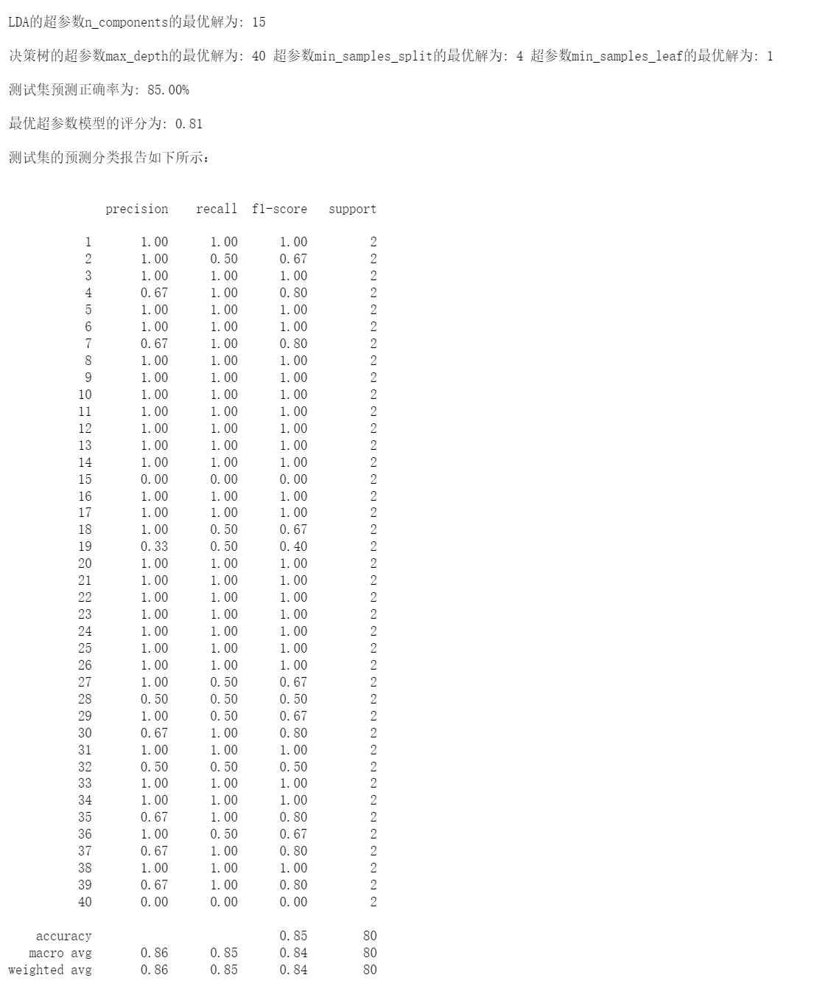 LDA的超参数n_components的最优解为: 15
决策树的超参数max_depth的最优解为: 40 超参数min_samples_split的最优解为: 4 超参数min_samples_leaf的最优解为: 1
测试集预测正确率为: 85.00%
最优超参数模型的评分为: 0.81
测试集的预测分类报告如下所示：
precision recall f1-score support
1 1.00 1.00 1.00 2
2 1.00 0.50 0.67 2
3 1.00 1.00 1.00 2
4 0.67 1.00 0.80 2
5 1.00 1.00 1.00 2
6 1.00 1.00 1.00 2
7 0.67 1.00 0.80 2
8 1.00 1.00 1.00 2
9 1.00 1.00 1.00 2
10 1.00 1.00 1.00 2
11 1.00 1.00 1.00 2
12 1.00 1.00 1.00 2
13 1.00 1.00 1.00 2
14 1.00 1.00 1.00 2
15 0.00 0.00 0.00 2
16 1.00 1.00 1.00 2
17 1.00 1.00 1.00 2
18 1.00 0.50 0.67 2
19 0.33 0.50 0.40 2
20 1.00 1.00 1.00 2
21 1.00 1.00 1.00 2
22 1.00 1.00 1.00 2
23 1.00 1.00 1.00 2
24 1.00 1.00 1.00 2
25 1.00 1.00 1.00 2
26 1.00 1.00 1.00 2
27 1.00 0.50 0.67 2
28 0.50 0.50 0.50 2
29 1.00 0.50 0.67 2
30 0.67 1.00 0.80 2
31 1.00 1.00 1.00 2
32 0.50 0.50 0.50 2
33 1.00 1.00 1.00 2
34 1.00 1.00 1.00 2
35 0.67 1.00 0.80 2
36 1.00 0.50 0.67 2
37 0.67 1.00 0.80 2
38 1.00 1.00 1.00 2
39 0.67 1.00 0.80 2
40 0.00 0.00 0.00 2
accuracy 0.85 80
macro avg 0.86 0.85 0.84 80
weighted avg 0.86 0.85 0.84 80